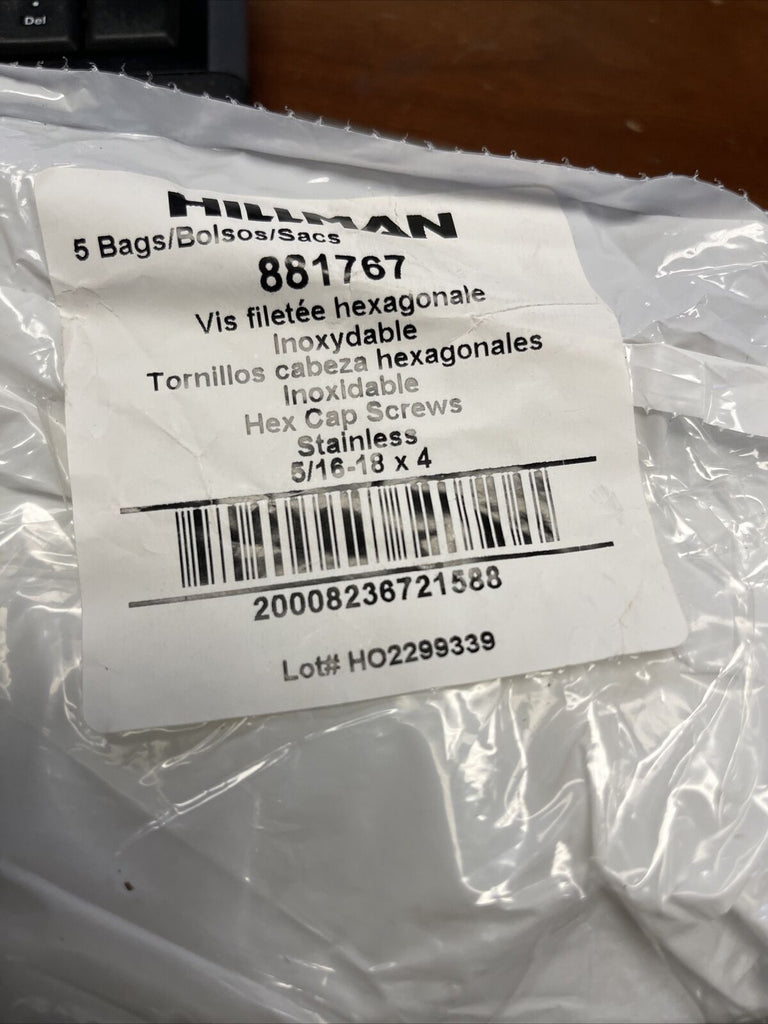 Del
HILLMAN
5 Bags/Bolsos/Sacs
881767
Vis filetée hexagonale
Inoxydable
Tornillos cabeza hexagonales
Inoxidable
Hex Cap Screws
Stainless
5/16-18 x 4
20008236721588
Lot# HO2299339